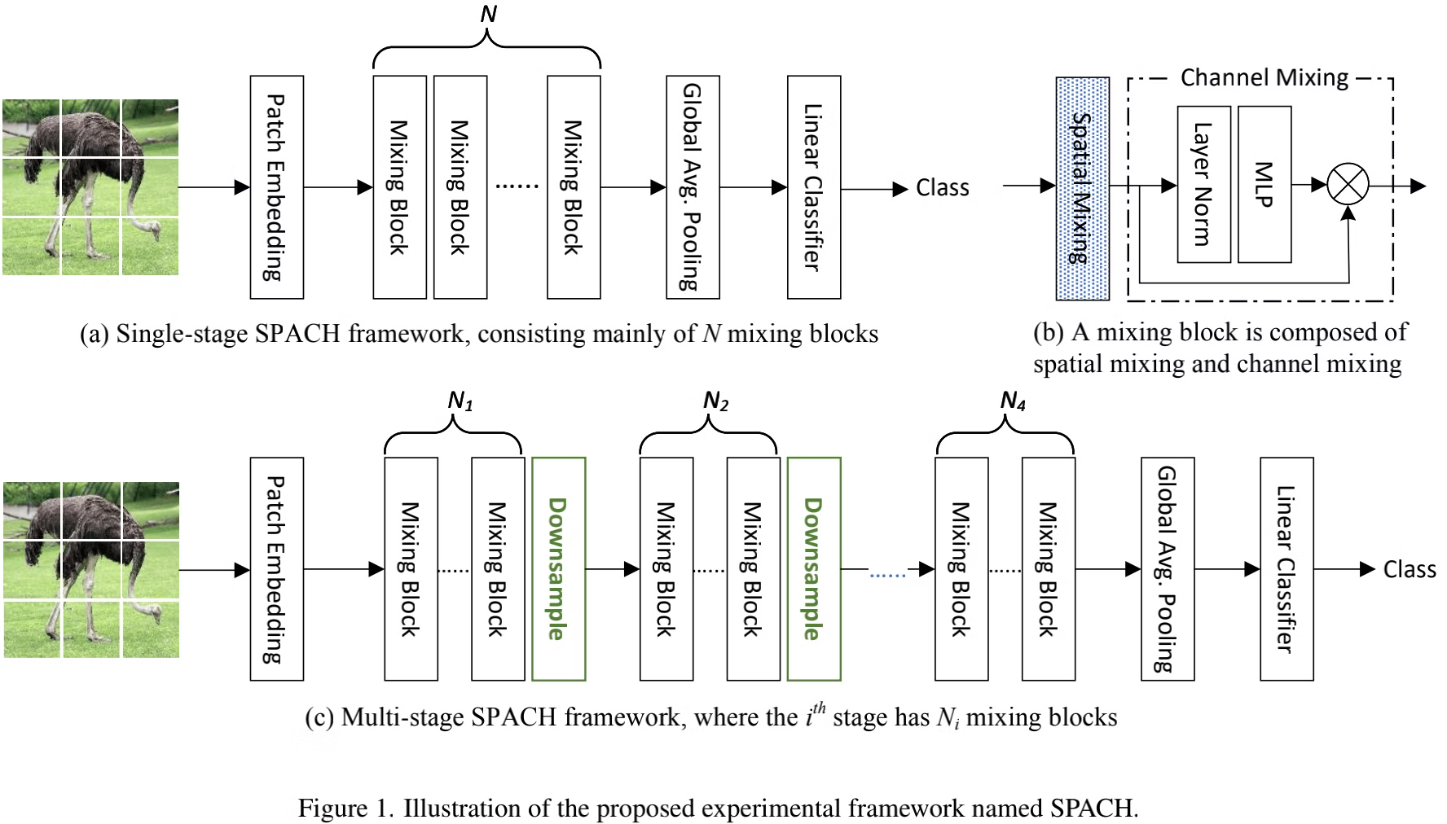 N
Patch Embedding
Mixing Block
Mixing Block
......
Mixing Block
Global Avg. Pooling
Linear Classifier
Class
(a) Single-stage SPACH framework, consisting mainly of N mixing blocks
Spatial Mixing
Channel Mixing
Layer Norm
MLP
(b) A mixing block is composed of
spatial mixing and channel mixing
N1
N2
N4
Patch Embedding
Mixing Block
......
Mixing Block
Downsample
Mixing Block
......
Mixing Block
Downsample
......
Mixing Block
......
Mixing Block
Global Avg. Pooling
Linear Classifier
Class
(c) Multi-stage SPACH framework, where the ith stage has Ni mixing blocks
Figure 1. Illustration of the proposed experimental framework named SPACH.